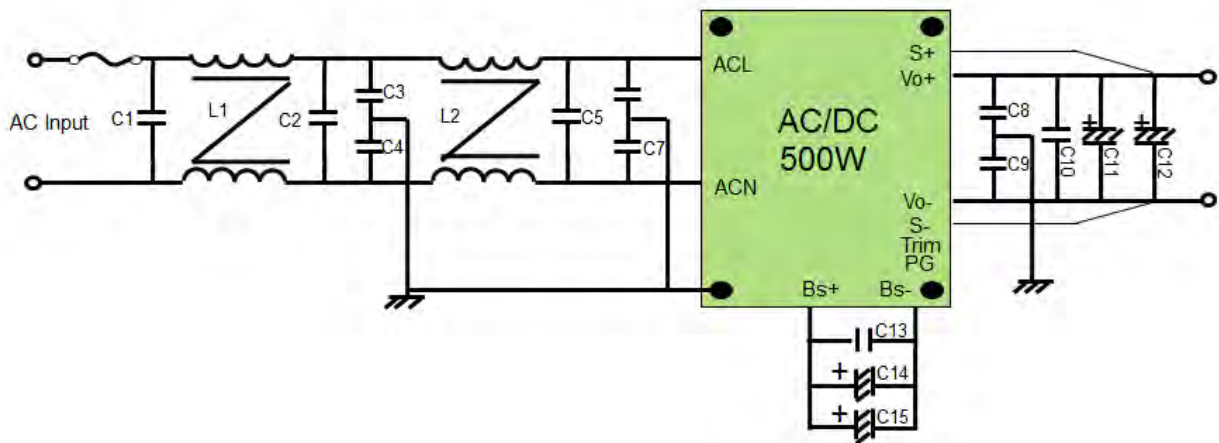 AC Input
C1
L1
C2
C3
C4
L2
C5
C7
ACL
ACN
AC/DC
500W
S+
Vo+
Vo-
S-
Trim
PG
Bs+ Bs-
C8
C9
C10
+
C11
+
C12
C13
+
C14
+
C15